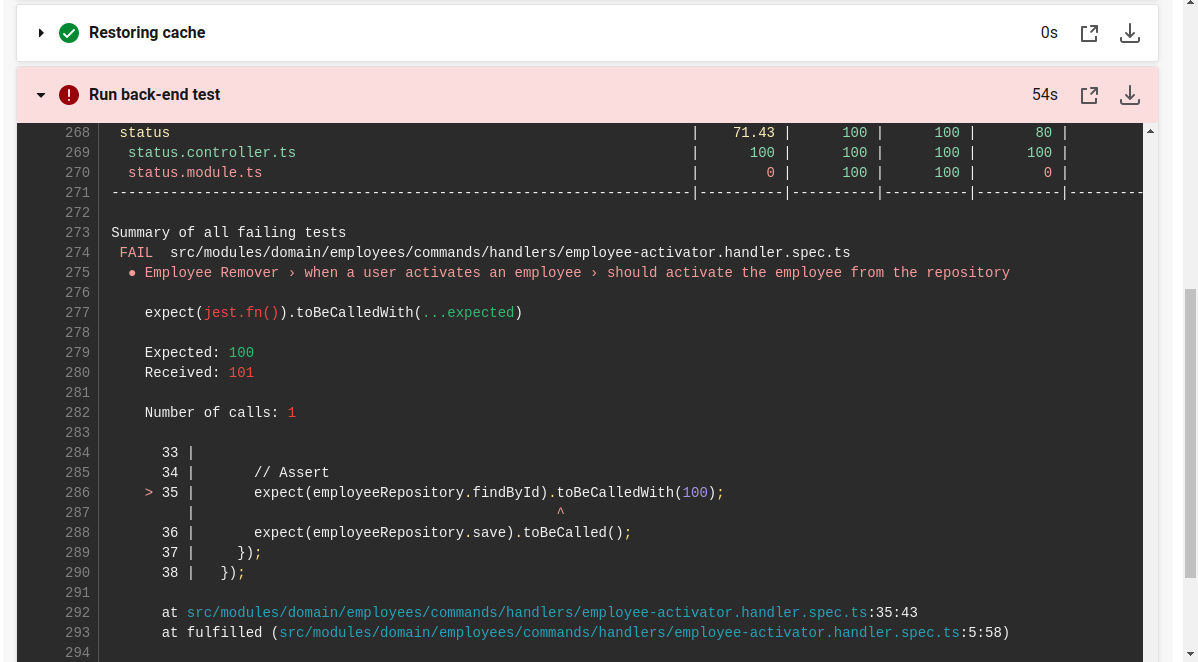 Restoring cache 0s
Run back-end test 54s
268 status | 71.43 | 100 | 100 | 80 |
269 status.controller.ts | 100 | 100 | 100 | 100 |
270 status.module.ts | 0 | 100 | 100 | 0 |
271 ---------------------------------------------------------------------|----------|----------|----------|----------|---------
272
273 Summary of all failing tests
274 FAIL src/modules/domain/employees/commands/handlers/employee-activator.handler.spec.ts
275 ● Employee Remover › when a user activates an employee › should activate the employee from the repository
276
277 expect(jest.fn()).toBeCalledWith(...expected)
278
279 Expected: 100
280 Received: 101
281
282 Number of calls: 1
283
284 33 |
285 34 | // Assert
286 > 35 | expect(employeeRepository.findById).toBeCalledWith(100);
287 | ^
288 36 | expect(employeeRepository.save).toBeCalled();
289 37 | });
290 38 | });
291
292 at src/modules/domain/employees/commands/handlers/employee-activator.handler.spec.ts:35:43
293 at fulfilled (src/modules/domain/employees/commands/handlers/employee-activator.handler.spec.ts:5:58)
294